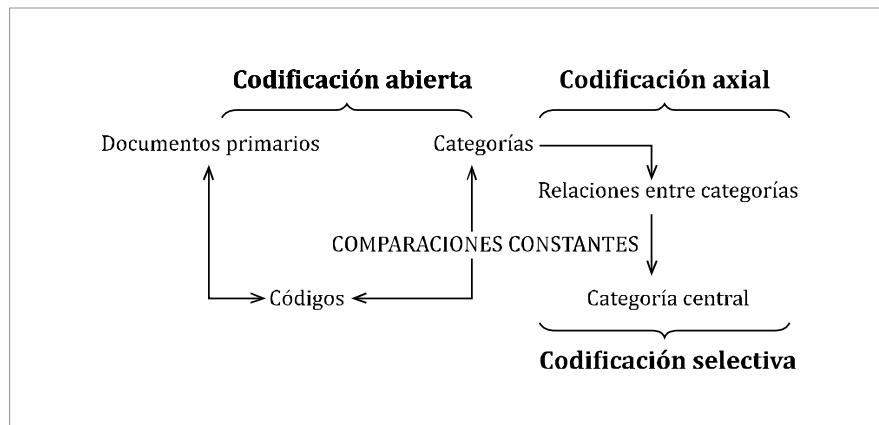 Codificación abierta
Codificación axial
Documentos primarios
Categorías
Relaciones entre categorías
COMPARACIONES CONSTANTES
Códigos
Categoría central
Codificación selectiva